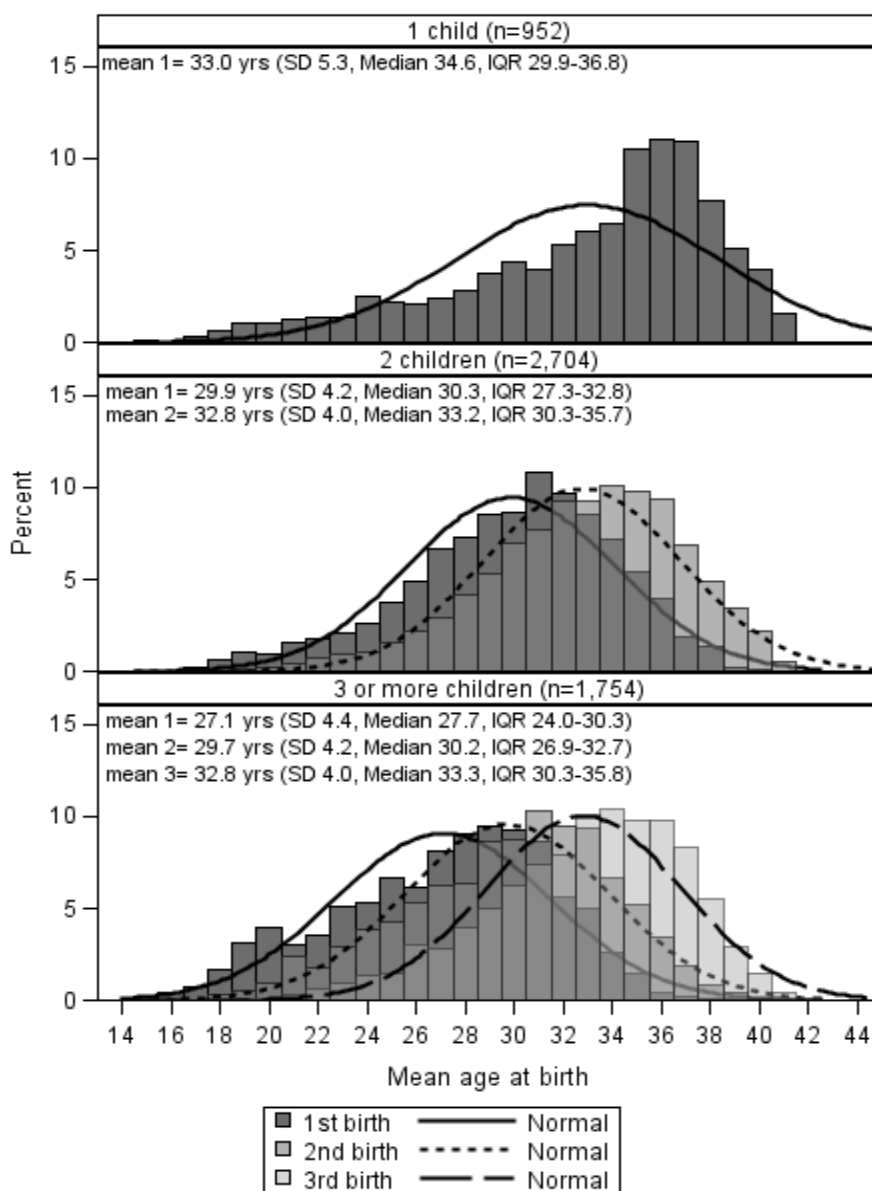 1 child (n=952)
mean 1= 33.0 yrs (SD 5.3, Median 34.6, IQR 29.9-36.8)
15
10
5
0
2 children (n=2,704)
mean 1= 29.9 yrs (SD 4.2, Median 30.3, IQR 27.3-32.8)
mean 2= 32.8 yrs (SD 4.0, Median 33.2, IQR 30.3-35.7)
15
10
5
0
Percent
3 or more children (n=1,754)
mean 1= 27.1 yrs (SD 4.4, Median 27.7, IQR 24.0-30.3)
mean 2= 29.7 yrs (SD 4.2, Median 30.2, IQR 26.9-32.7)
mean 3= 32.8 yrs (SD 4.0, Median 33.3, IQR 30.3-35.8)
15
10
5
0
14 16 18 20 22 24 26 28 30 32 34 36 38 40 42 44
Mean age at birth
1st birth Normal
2nd birth Normal
3rd birth Normal